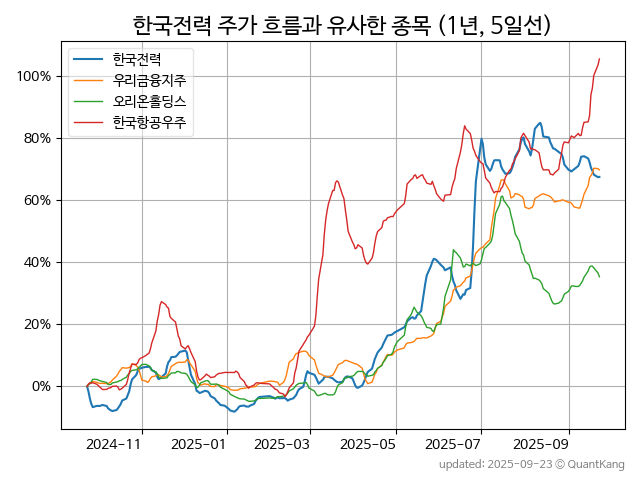 한국전력 주가 흐름과 유사한 종목 (1년, 5일선)
한국전력
우리금융지주
오리온홀딩스
한국항공우주
100%
80%
60%
40%
20%
0%
2024-11 2025-01 2025-03 2025-05 2025-07 2025-09
updated: 2025-09-23 © QuantKang